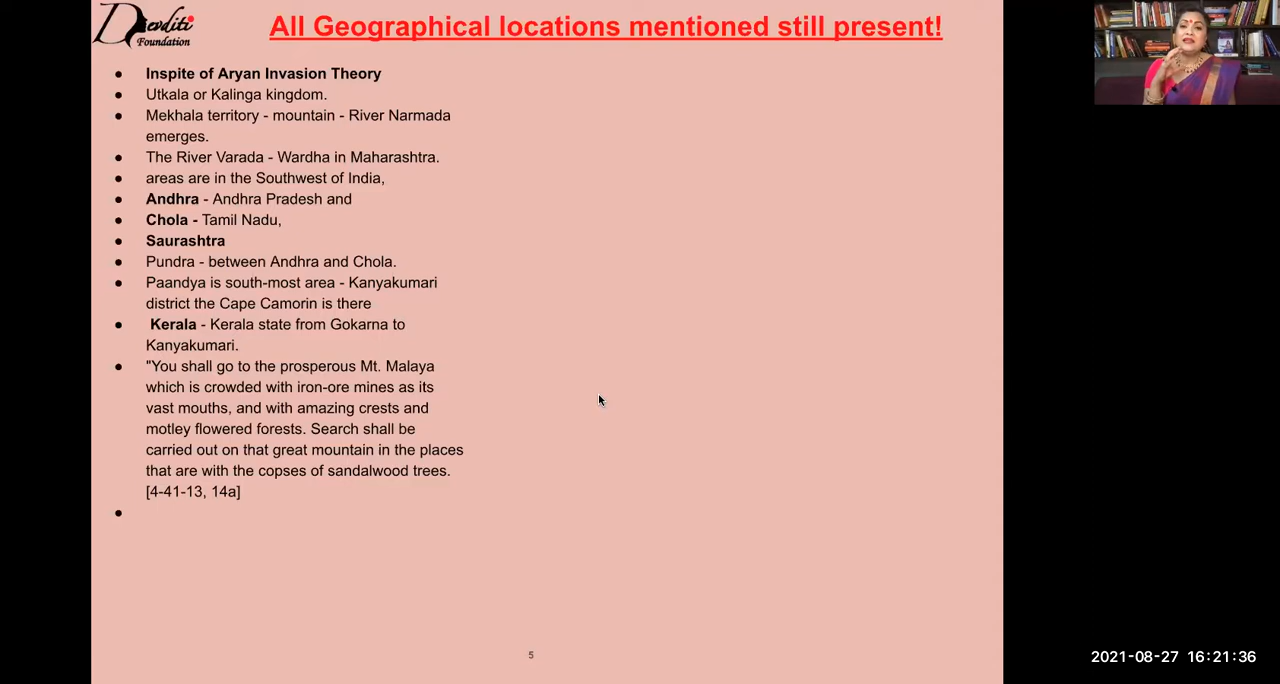 Dievditi
Foundation
All Geographical locations mentioned still present!
● Inspite of Aryan Invasion Theory
● Utkala or Kalinga kingdom.
● Mekhala territory - mountain - River Narmada
emerges.
● The River Varada - Wardha in Maharashtra.
● areas are in the Southwest of India,
● Andhra - Andhra Pradesh and
● Chola - Tamil Nadu,
● Saurashtra
● Pundra - between Andhra and Chola.
● Paandya is south-most area - Kanyakumari
district the Cape Camorin is there
● Kerala - Kerala state from Gokarna to
Kanyakumari.
● "You shall go to the prosperous Mt. Malaya
which is crowded with iron-ore mines as its
vast mouths, and with amazing crests and
motley flowered forests. Search shall be
carried out on that great mountain in the places
that are with the copses of sandalwood trees.
[4-41-13, 14a]
●
5
2021-08-27 16:21:36